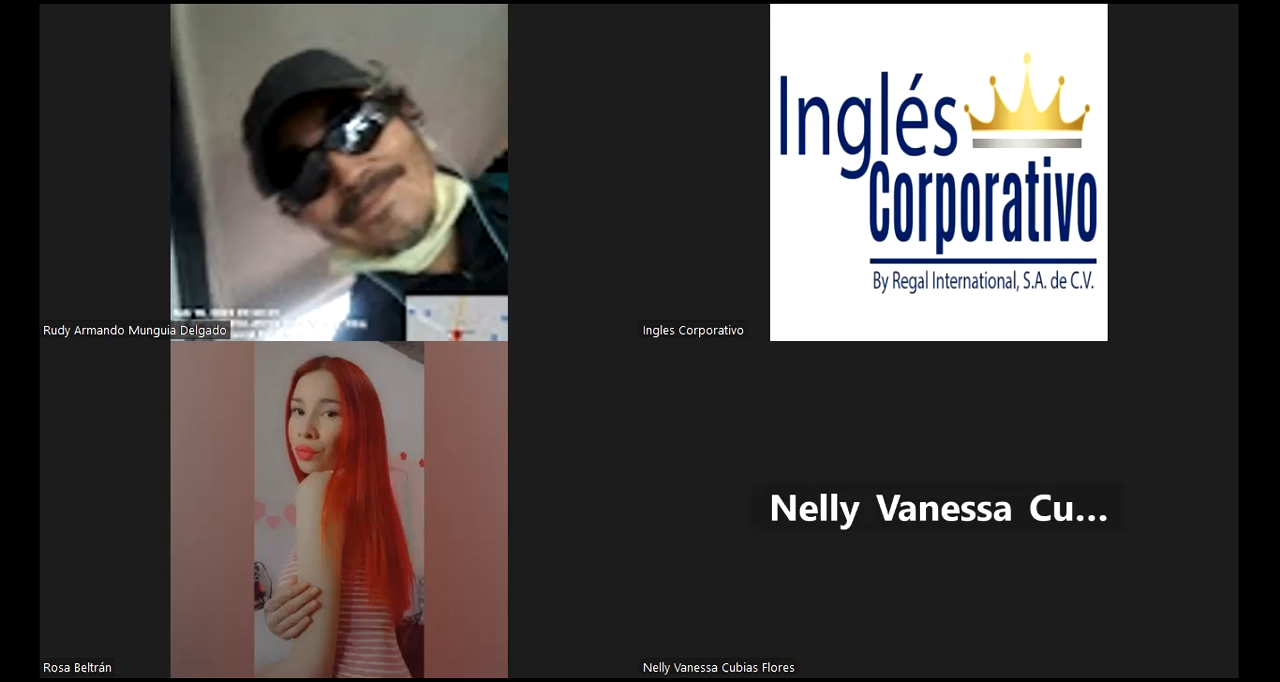 Rudy Armando Munguia Delgado
Inglés
Corporativo
By Regal International, S.A. de C.V.
Ingles Corporativo
Rosa Beltrán
Nelly Vanessa Cu...
Nelly Vanessa Cubias Flores